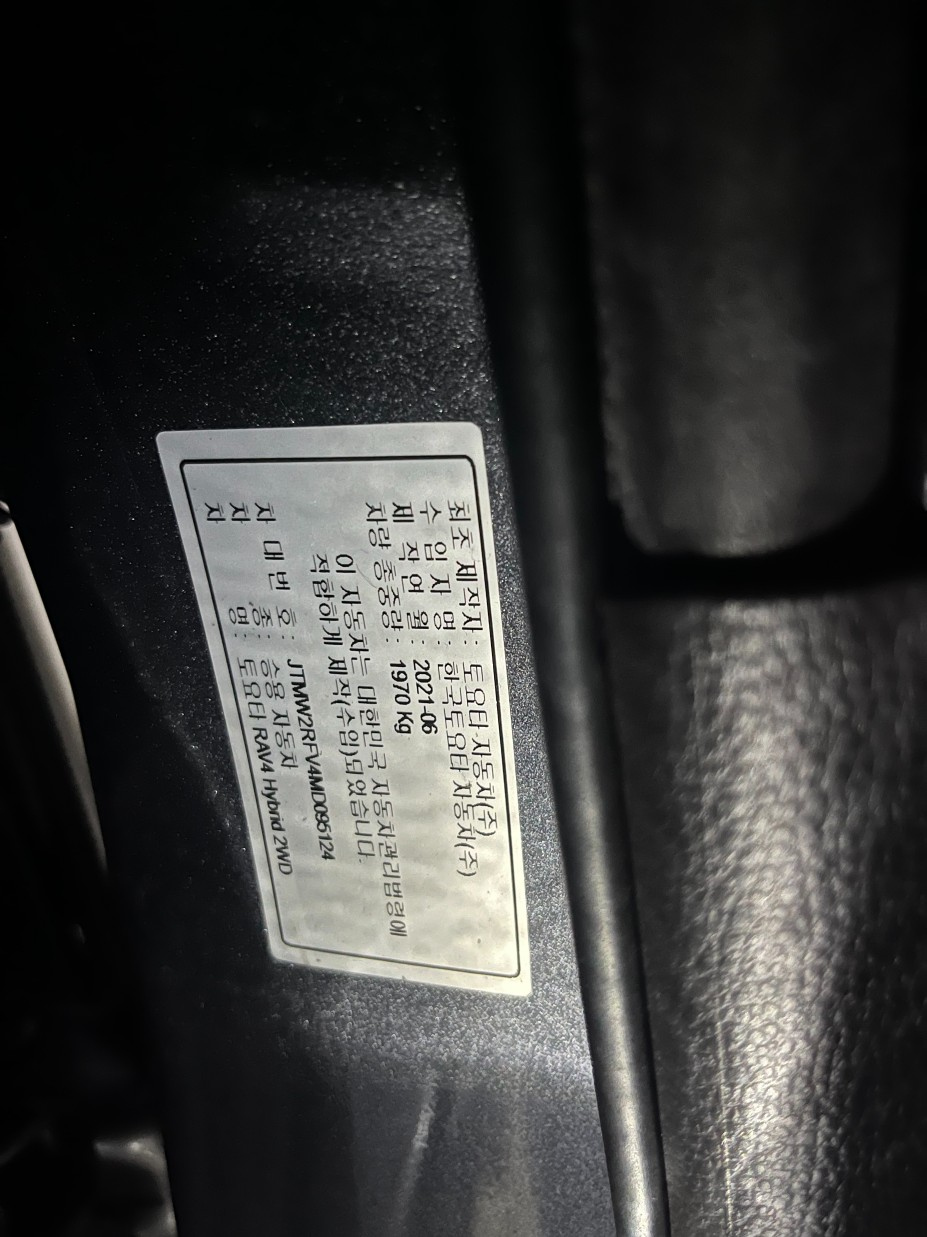 최초 제작자 : 토요타 자동차(주)
수 입 자 명 : 한국토요타 자동차(주)
제 작 연 월 : 2021-06
차량 총중량 : 1970 Kg
이 자동차는 대한민국 자동차관리법령에
적합하게 제작(수입)되었습니다.
차 대 번 호 : JTMW2RFV4MD095124
차 종 : 승용 자동차
차 명 : 토요타 RAV4 Hybrid 2WD